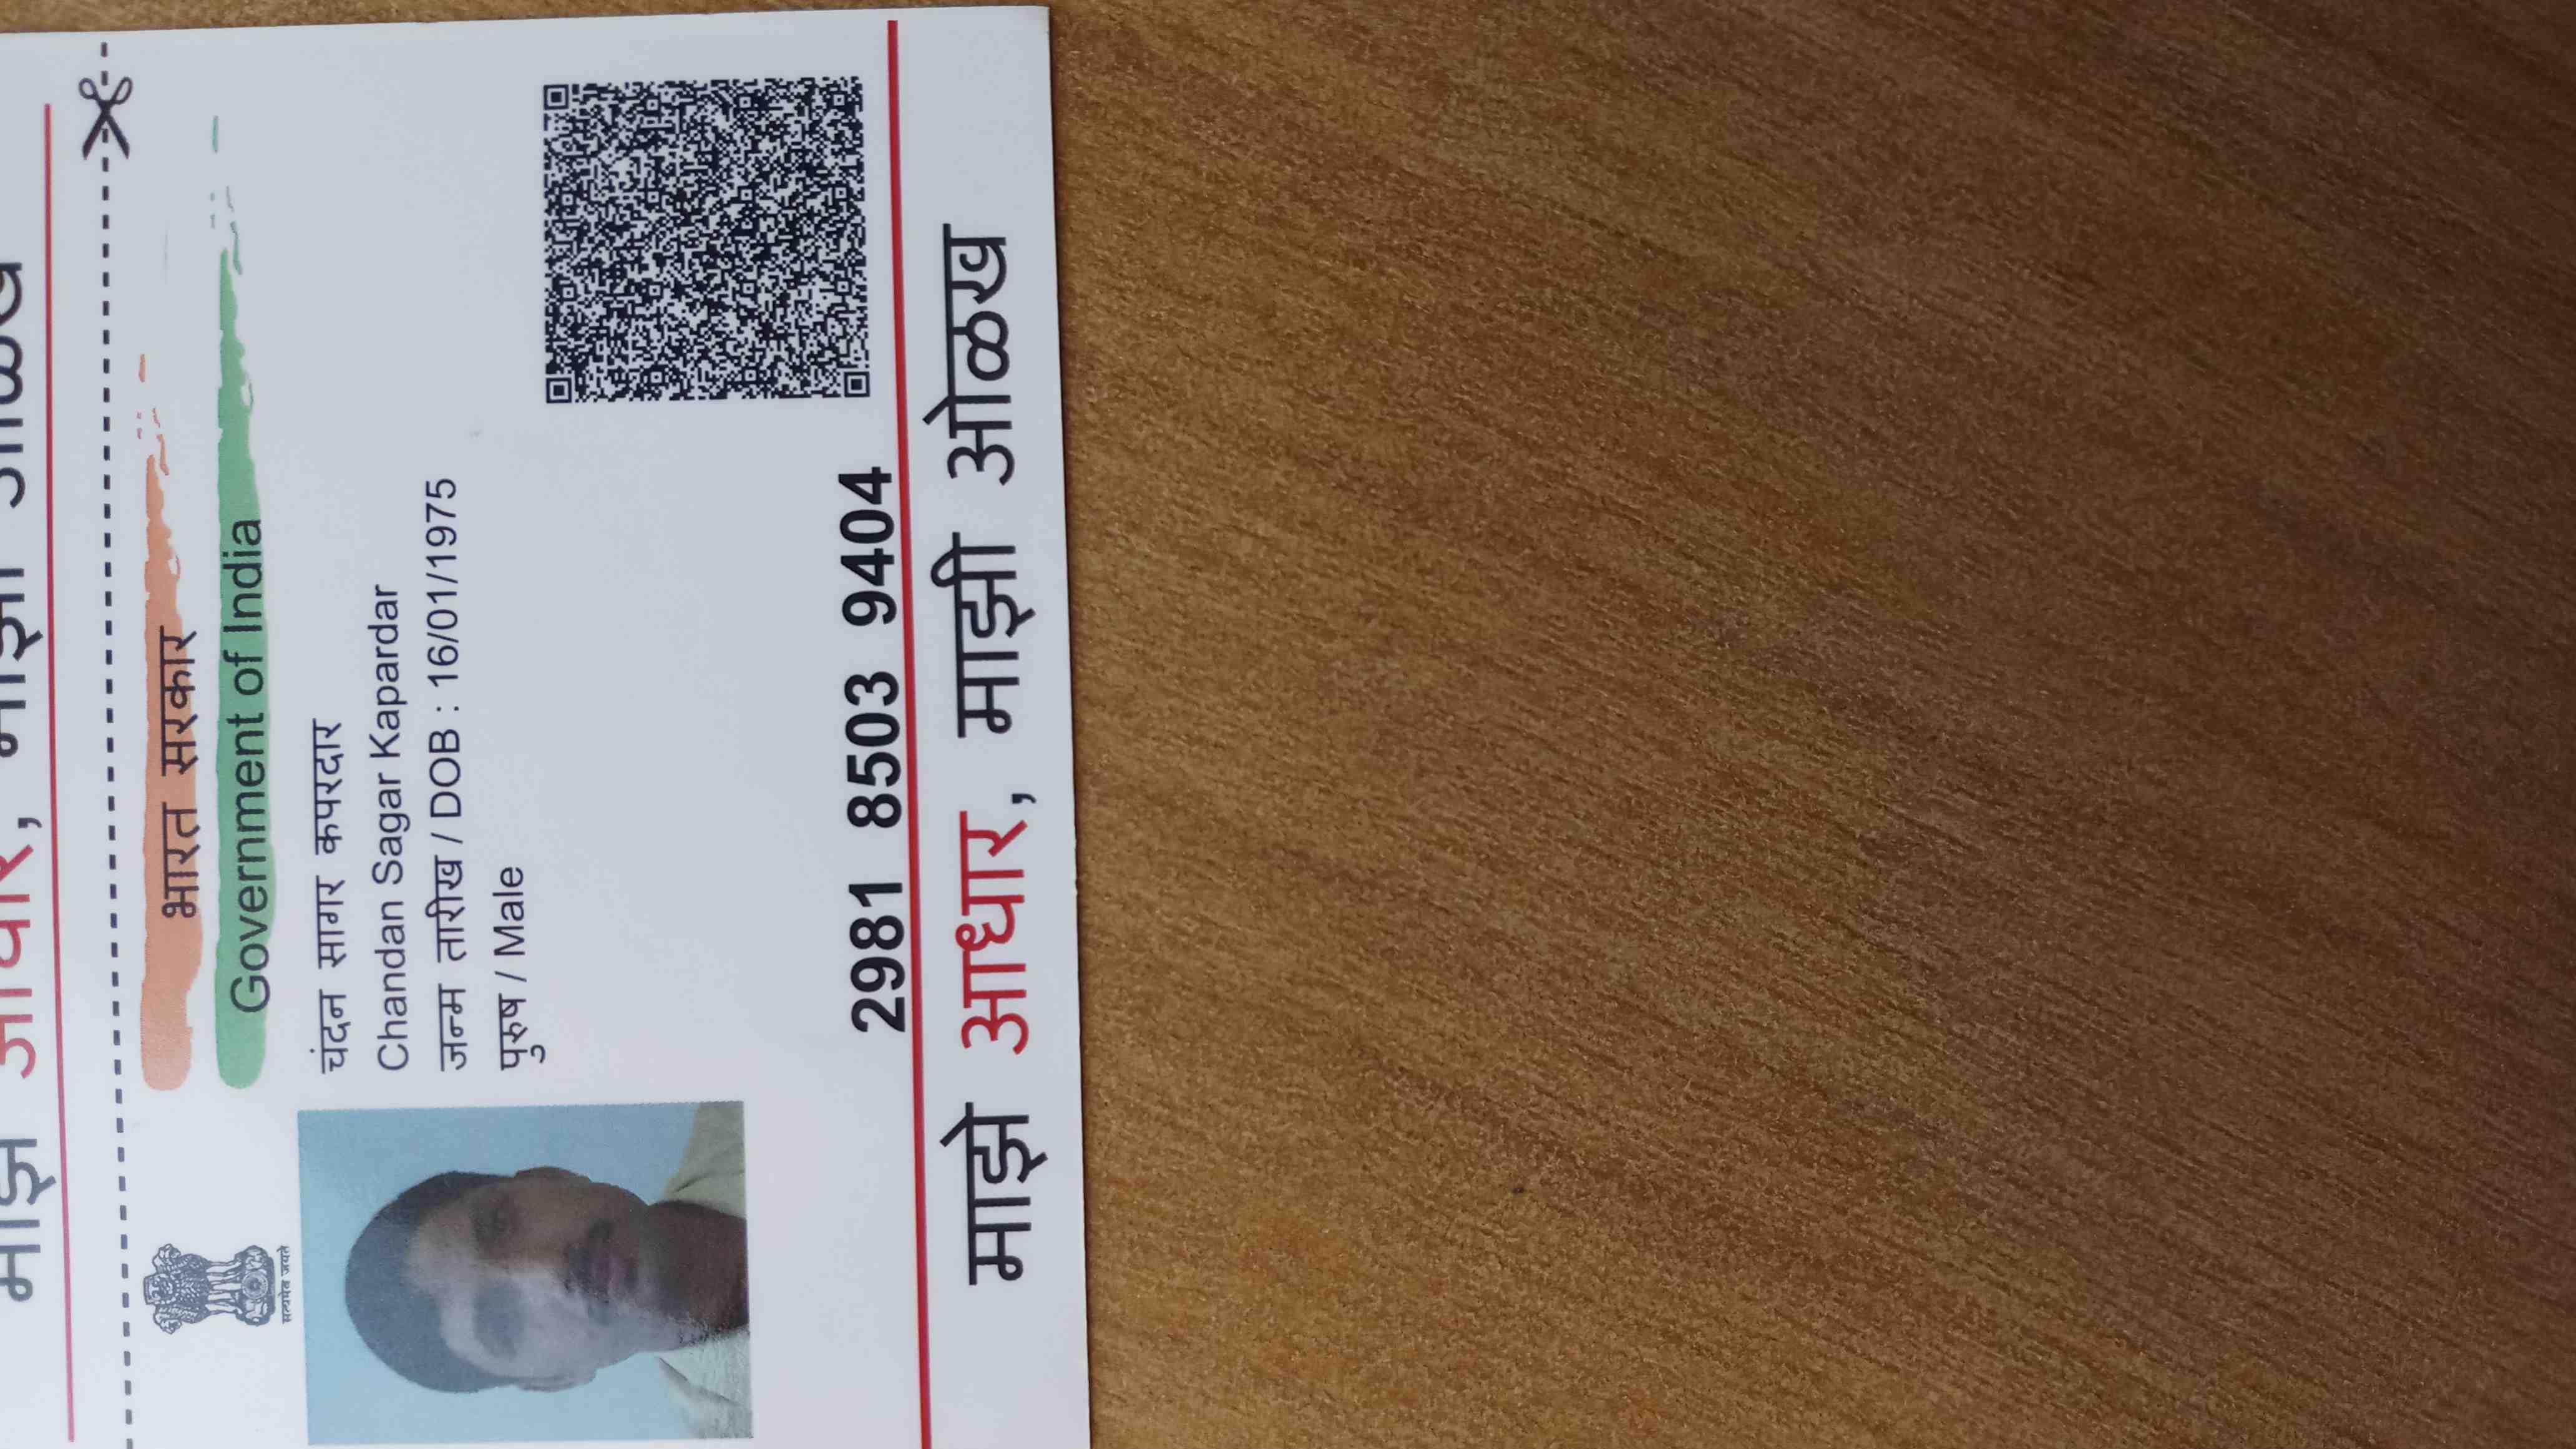 माझे आधार, माझी ओळख
भारत सरकार
Government of India
सत्यमेव जयते
चंदन सागर कपरदार
Chandan Sagar Kapardar
जन्म तारीख / DOB : 16/01/1975
पुरुष / Male
2981 8503 9404
माझे आधार, माझी ओळख